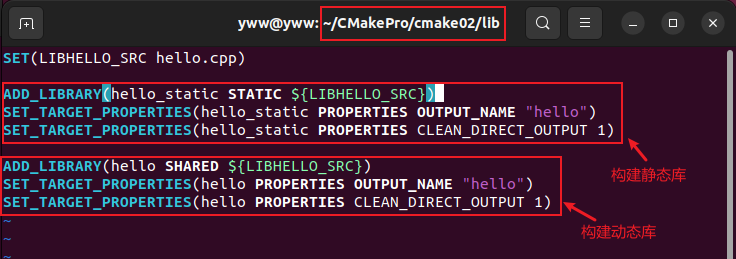 yww@yww: ~/CMakePro/cmake02/lib
SET(LIBHELLO_SRC hello.cpp)
ADD_LIBRARY(hello_static STATIC ${LIBHELLO_SRC})
SET_TARGET_PROPERTIES(hello_static PROPERTIES OUTPUT_NAME "hello")
SET_TARGET_PROPERTIES(hello_static PROPERTIES CLEAN_DIRECT_OUTPUT 1)
构建静态库
ADD_LIBRARY(hello SHARED ${LIBHELLO_SRC})
SET_TARGET_PROPERTIES(hello PROPERTIES OUTPUT_NAME "hello")
SET_TARGET_PROPERTIES(hello PROPERTIES CLEAN_DIRECT_OUTPUT 1)
~
构建动态库
~
~